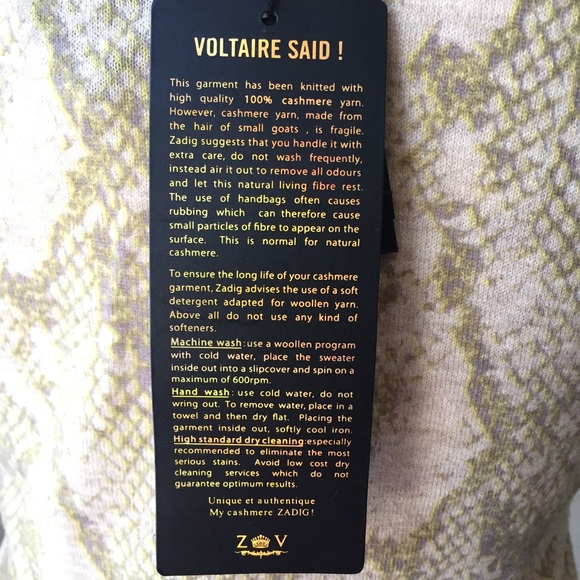 VOLTAIRE SAID !
This garment has been knitted with
high quality 100% cashmere yarn.
However, cashmere yarn, made from
the hair of small goats , is fragile.
Zadig suggests that you handle it with
extra care, do not wash frequently,
instead air it out to remove all odours
and let this natural living fibre rest.
The use of handbags often causes
rubbing which can therefore cause
small particles of fibre to appear on the
surface. This is normal for natural
cashmere.
To ensure the long life of your cashmere
garment, Zadig advises the use of a soft
detergent adapted for woollen yarn.
Above all do not use any kind of
softeners.
Machine wash:use a woollen program
with cold water, place the sweater
inside out into a slipcover and spin on a
maximum of 600rpm.
Hand wash: use cold water, do not
wring out. To remove water, place in a
towel and then dry flat. Placing the
garment inside out, softly cool iron.
High standard dry cleaning:especially
recommended to eliminate the most
serious stains. Avoid low cost dry
cleaning services which do not
guarantee optimum results.
Unique et authentique
My cashmere ZADIG!
Z V